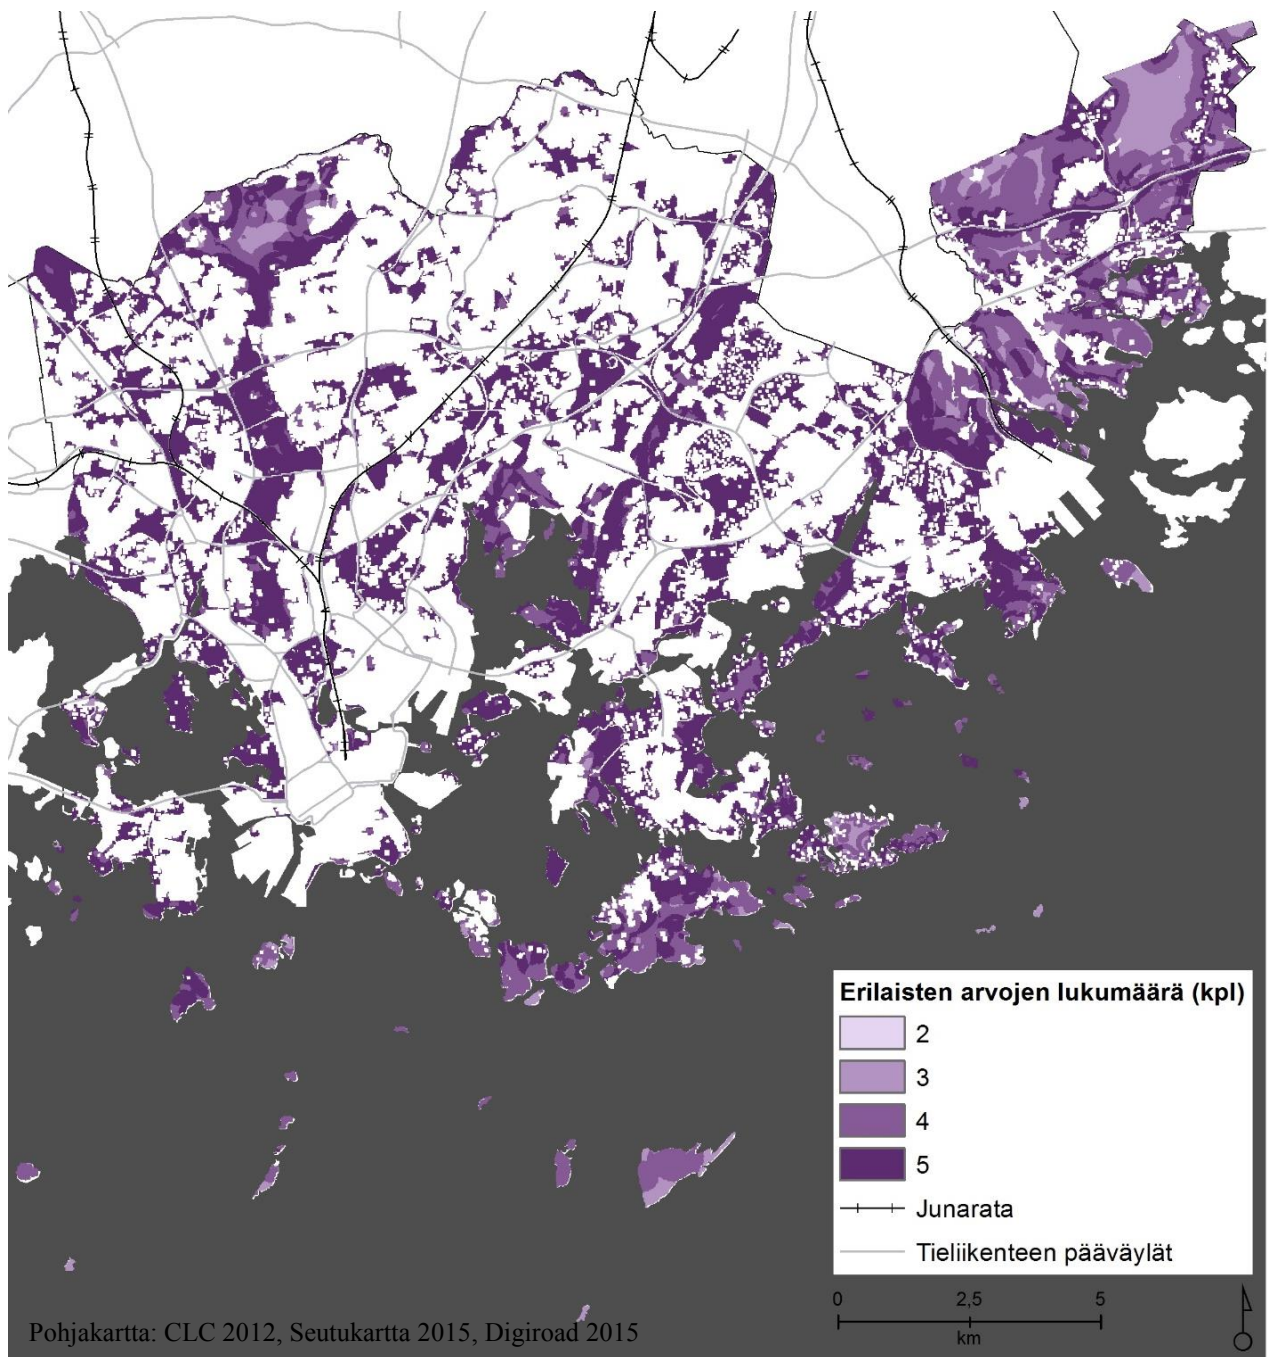 Erilaisten arvojen lukumäärä (kpl)
2
3
4
5
Junarata
Tieliikenteen pääväylät
0 2,5 5
km
Pohjakartta: CLC 2012, Seutukartta 2015, Digiroad 2015